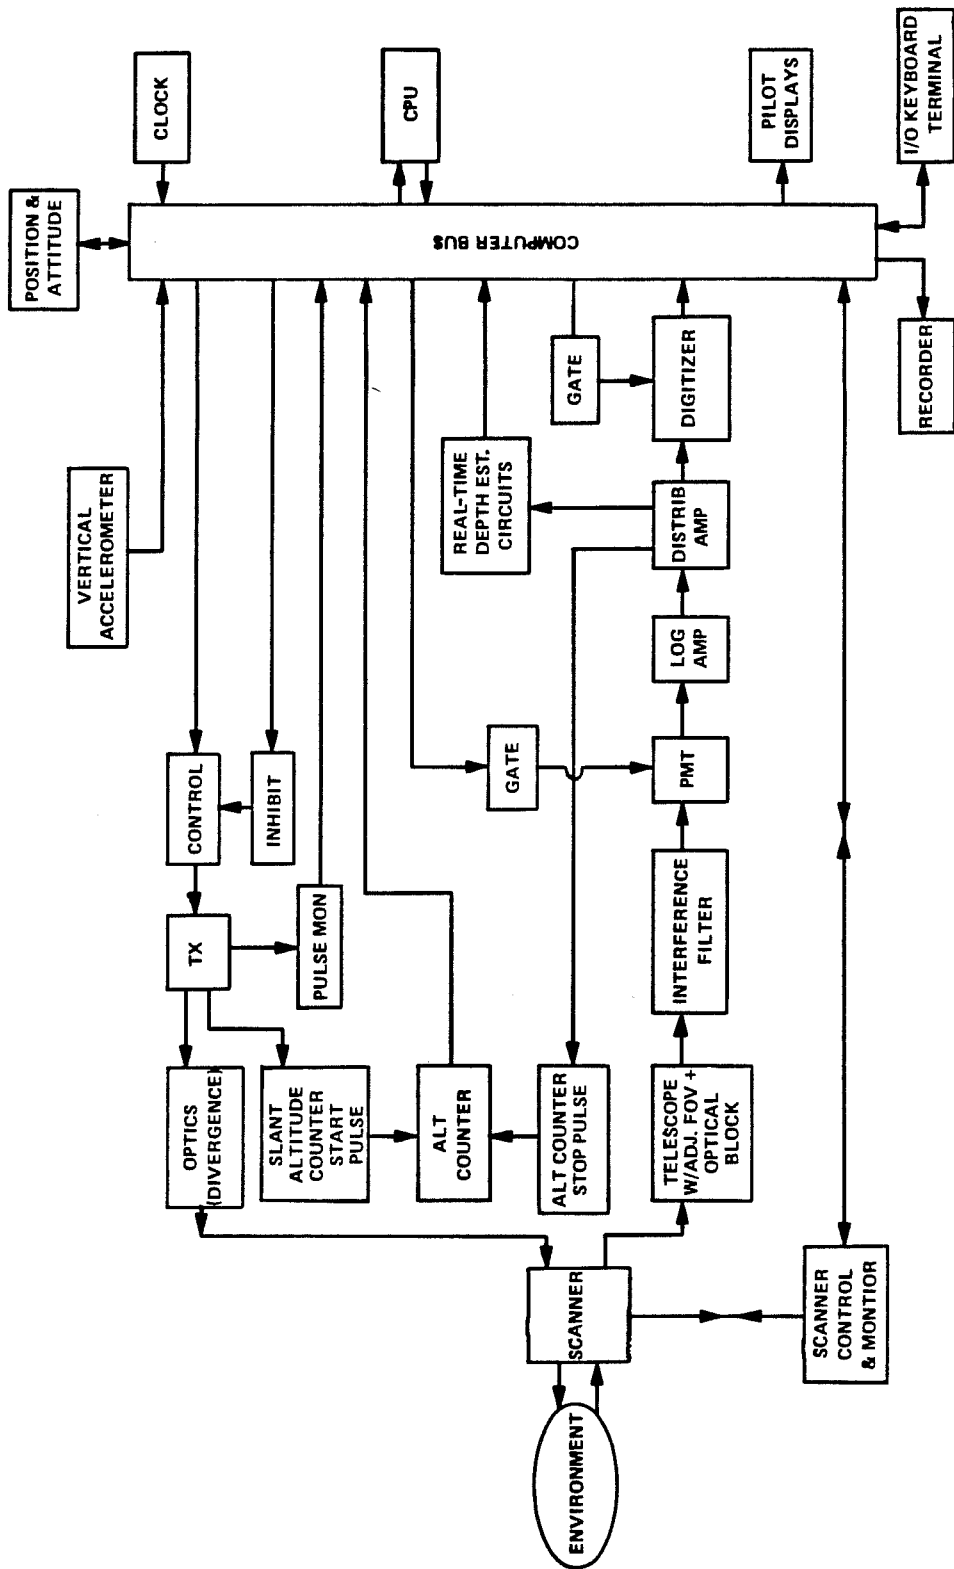 POSITION &
ATTITUDE
CLOCK
CPU
PILOT
DISPLAYS
I/O KEYBOARD
TERMINAL
COMPUTER BUS
VERTICAL
ACCELEROMETER
CONTROL
INHIBIT
TX
PULSE MON
OPTICS
(DIVERGENCE)
SLANT
ALTITUDE
COUNTER
START
PULSE
ALT
COUNTER
ALT COUNTER
STOP PULSE
GATE
REAL-TIME
DEPTH EST.
CIRCUITS
GATE
TELESCOPE
W/ADJ. FOV +
OPTICAL
BLOCK
INTERFERENCE
FILTER
PMT
LOG
AMP
DISTRIB
AMP
DIGITIZER
RECORDER
ENVIRONMENT
SCANNER
SCANNER
CONTROL
& MONTIOR